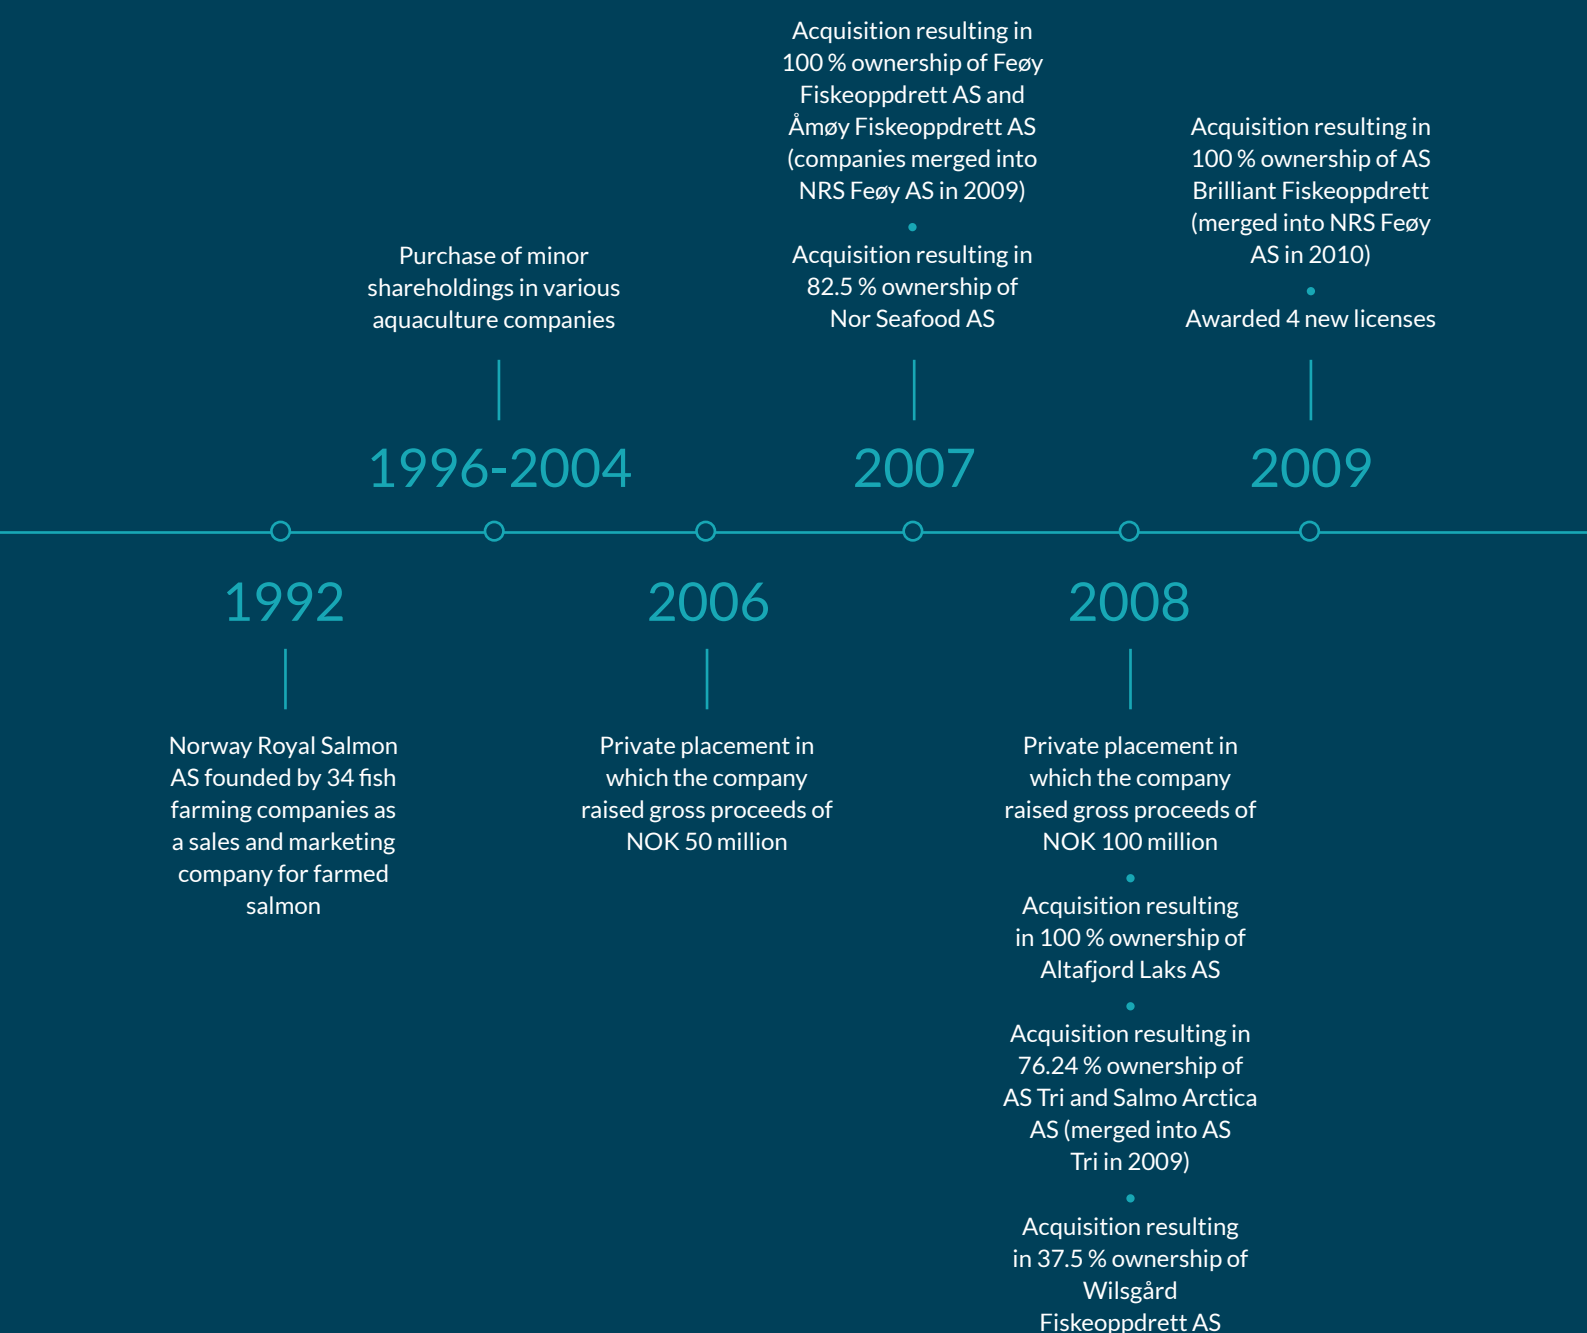 1992
Norway Royal Salmon
AS founded by 34 fish
farming companies as
a sales and marketing
company for farmed
salmon
1996-2004
Purchase of minor
shareholdings in various
aquaculture companies
2006
Private placement in
which the company
raised gross proceeds of
NOK 50 million
2007
Acquisition resulting in
100 % ownership of Feøy
Fiskeoppdrett AS and
Åmøy Fiskeoppdrett AS
(companies merged into
NRS Feøy AS in 2009)
•
Acquisition resulting in
82.5 % ownership of
Nor Seafood AS
2008
Private placement in
which the company
raised gross proceeds of
NOK 100 million
•
Acquisition resulting
in 100 % ownership of
Altafjord Laks AS
•
Acquisition resulting in
76.24 % ownership of
AS Tri and Salmo Arctica
AS (merged into AS
Tri in 2009)
•
Acquisition resulting
in 37.5 % ownership of
Wilsgård
Fiskeoppdrett AS
2009
Acquisition resulting in
100 % ownership of AS
Brilliant Fiskeoppdrett
(merged into NRS Feøy
AS in 2010)
•
Awarded 4 new licenses